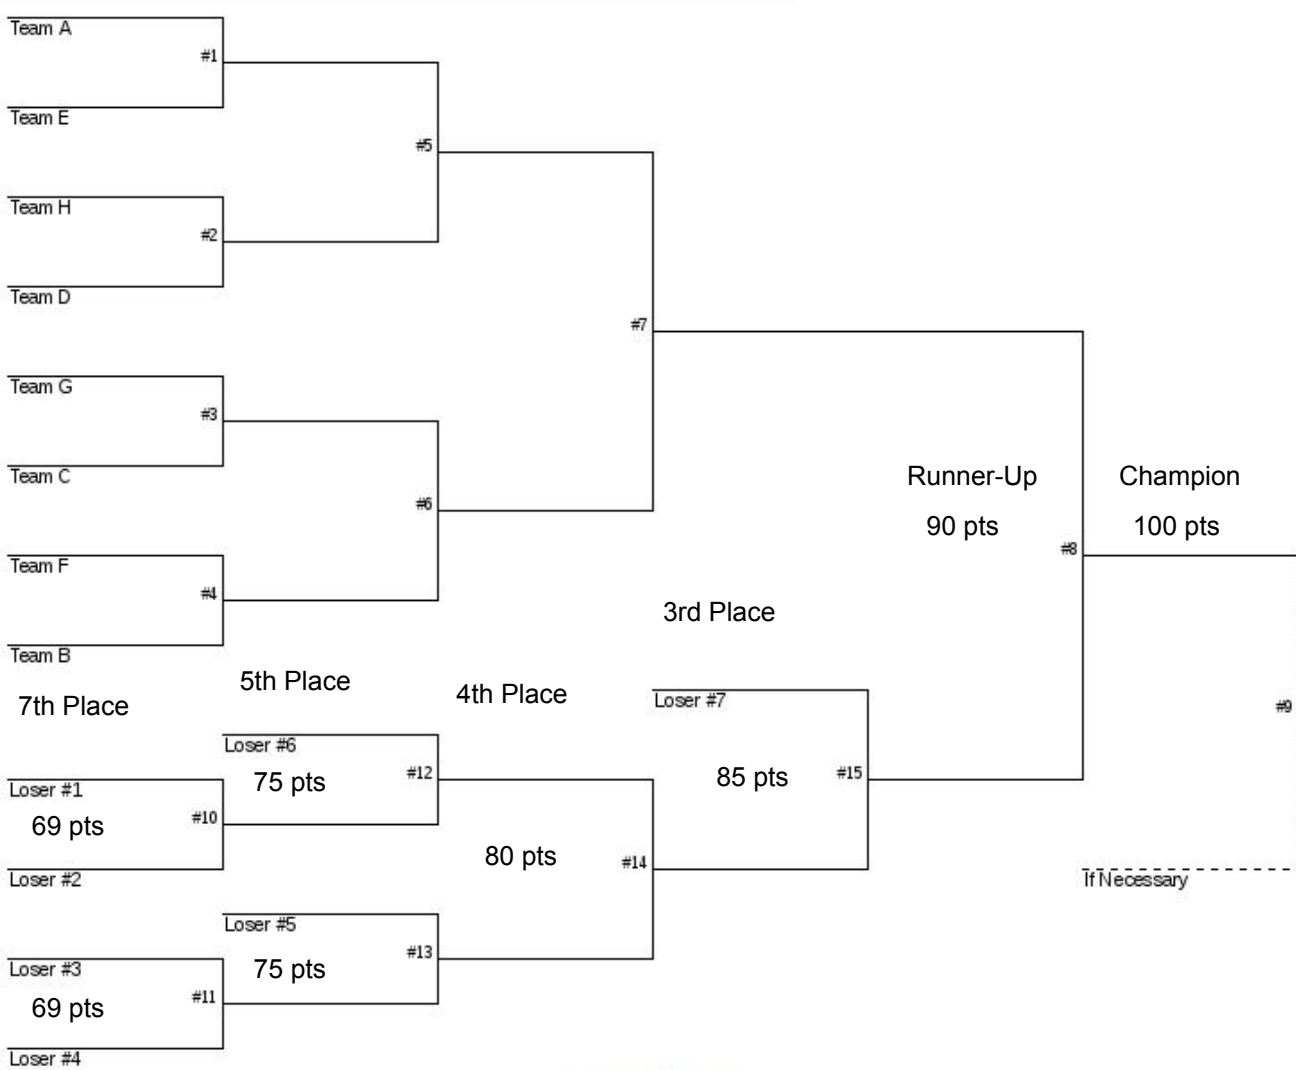 Team A
#1
Team E
#5
Team H
#2
Team D
#7
Team G
#3
Team C
Runner-Up
Champion
#6
90 pts
100 pts
#8
Team F
#4
3rd Place
Team B
5th Place
4th Place
7th Place
Loser #7
#9
Loser #6
75 pts
#12
85 pts
#15
Loser #1
69 pts
#10
80 pts
#14
Loser #2
If Necessary
Loser #5
75 pts
#13
Loser #3
69 pts
#11
Loser #4